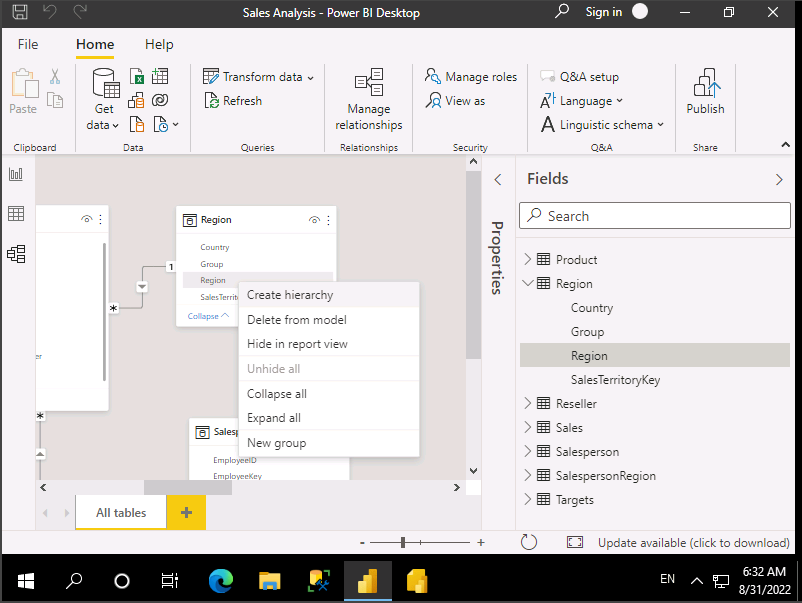 Sales Analysis - Power BI Desktop
Sign in
File
Home
Help
Paste
Get
data
Transform data
Refresh
Manage
relationships
Manage roles
View as
Q&A setup
Language
Linguistic schema
Publish
Clipboard
Data
Queries
Relationships
Security
Q&A
Share
Region
Country
Group
Region
Collapse
1
*
*
er
Create hierarchy
Delete from model
Hide in report view
Unhide all
Collapse all
Expand all
New group
EmployeeID
EmployeeKey
All tables
+
Properties
Fields
Search
Product
Region
Country
Group
Region
SalesTerritoryKey
Reseller
Sales
Salesperson
SalespersonRegion
Targets
- +
Update available (click to download)
EN
6:32 AM
8/31/2022